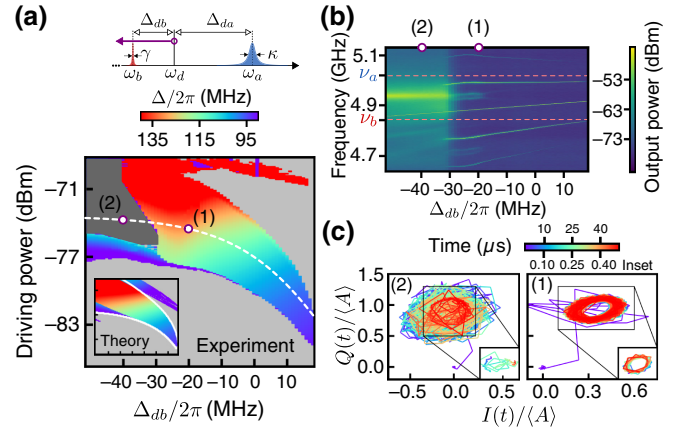 (a)
Δdb
Δda
γ
κ
ωb
ωd
ωa
Δ/2π (MHz)
135
115
95
Driving power (dBm)
−71
−77
−83
(2)
(1)
Theory
Experiment
−40
−30
−20
−10
0
10
Δdb/2π (MHz)
(b)
(2)
(1)
Frequency (GHz)
5.1
νa
4.9
νb
4.7
−40
−30
−20
−10
0
10
Δdb/2π (MHz)
−53
−63
−73
Output power (dBm)
(c)
Time (μs)
10
25
40
0.10
0.25
0.40
Inset
Q(t)/⟨A⟩
1.5
1.0
0.5
0.0
(2)
(1)
−0.5
0.0
0.5
0.0
0.5
I(t)/⟨A⟩